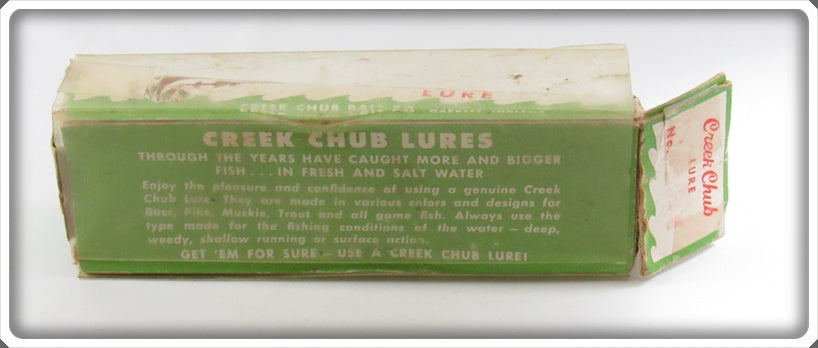 LURE
CREEK CHUB BAIT CO. GARRETT, INDIANA
CREEK CHUB LURES
THROUGH THE YEARS HAVE CAUGHT MORE AND BIGGER
FISH . . . IN FRESH AND SALT WATER
Enjoy the pleasure and confidence of using a genuine Creek
Chub Lure. They are made in various colors and designs for
Bass, Pike, Muskie, Trout and all game fish. Always use the
type made for the fishing conditions of the water — deep,
weedy, shallow running or surface action.
GET 'EM FOR SURE — USE A CREEK CHUB LURE!
Creek Chub
LURE
No.